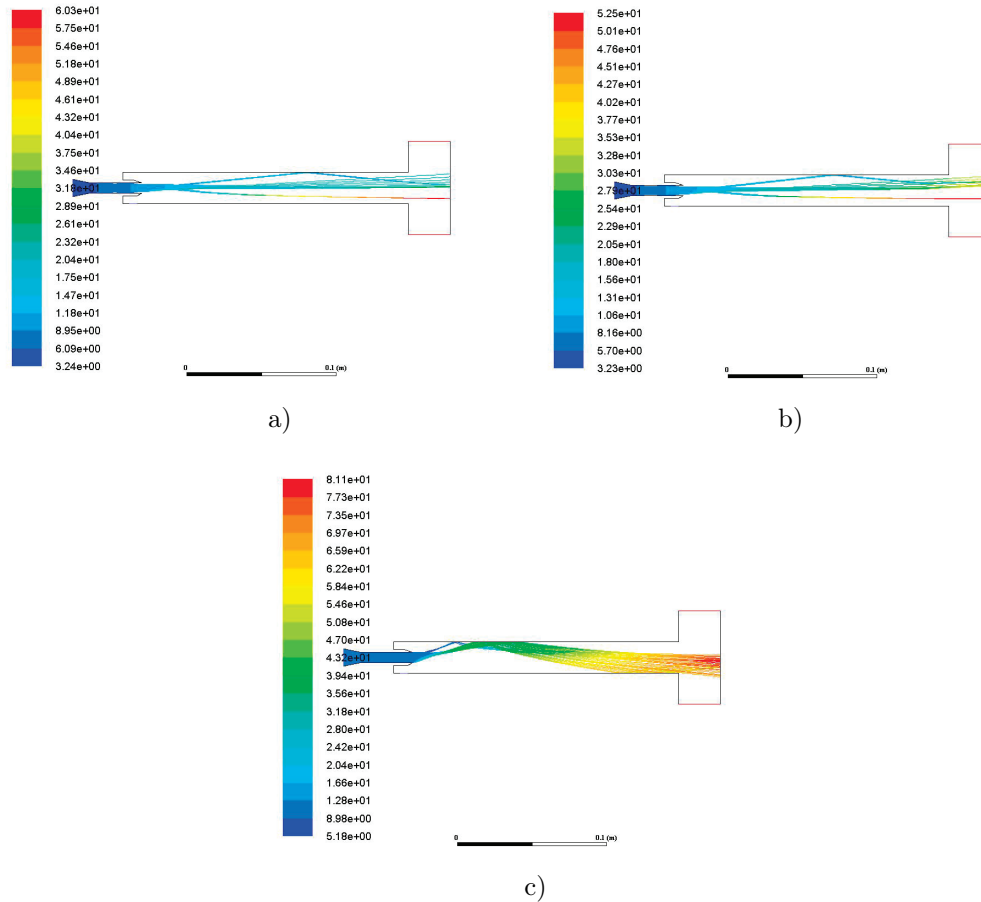 6.03e+01
5.75e+01
5.46e+01
5.18e+01
4.89e+01
4.61e+01
4.32e+01
4.04e+01
3.75e+01
3.46e+01
3.18e+01
2.89e+01
2.61e+01
2.32e+01
2.04e+01
1.75e+01
1.47e+01
1.18e+01
8.95e+00
6.09e+00
3.24e+00
0 0.1 (m)
a)
5.25e+01
5.01e+01
4.76e+01
4.51e+01
4.27e+01
4.02e+01
3.77e+01
3.53e+01
3.28e+01
3.03e+01
2.79e+01
2.54e+01
2.29e+01
2.05e+01
1.80e+01
1.56e+01
1.31e+01
1.06e+01
8.16e+00
5.70e+00
3.23e+00
0 0.1 (m)
b)
8.11e+01
7.73e+01
7.35e+01
6.97e+01
6.59e+01
6.22e+01
5.84e+01
5.46e+01
5.08e+01
4.70e+01
4.32e+01
3.94e+01
3.56e+01
3.18e+01
2.80e+01
2.42e+01
2.04e+01
1.66e+01
1.28e+01
8.98e+00
5.18e+00
0 0.1 (m)
c)